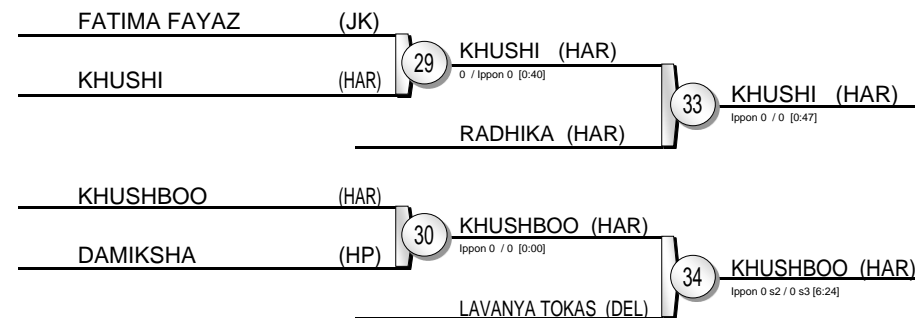 FATIMA FAYAZ (JK)
KHUSHI (HAR)
29
KHUSHI (HAR)
0 / Ippon 0 [0:40]
RADHIKA (HAR)
33
KHUSHI (HAR)
Ippon 0 / 0 [0:47]
KHUSHBOO (HAR)
DAMIKSHA (HP)
30
KHUSHBOO (HAR)
Ippon 0 / 0 [0:00]
LAVANYA TOKAS (DEL)
34
KHUSHBOO (HAR)
Ippon 0 s2 / 0 s3 [6:24]